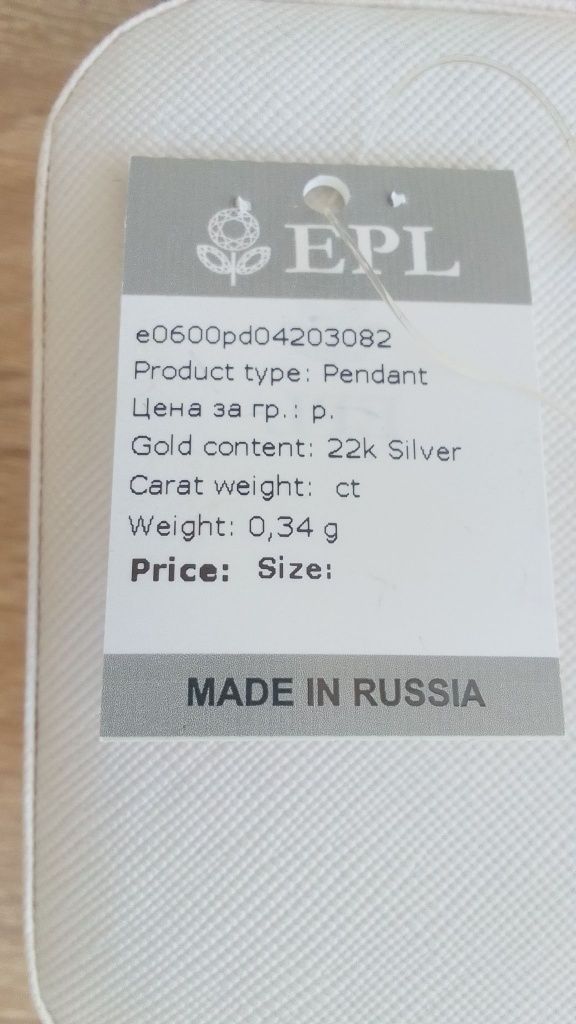 EPL
e0600pd04203082
Product type: Pendant
Цена за гр.: р.
Gold content: 22k Silver
Carat weight: ct
Weight: 0,34 g
Price: Size:
MADE IN RUSSIA